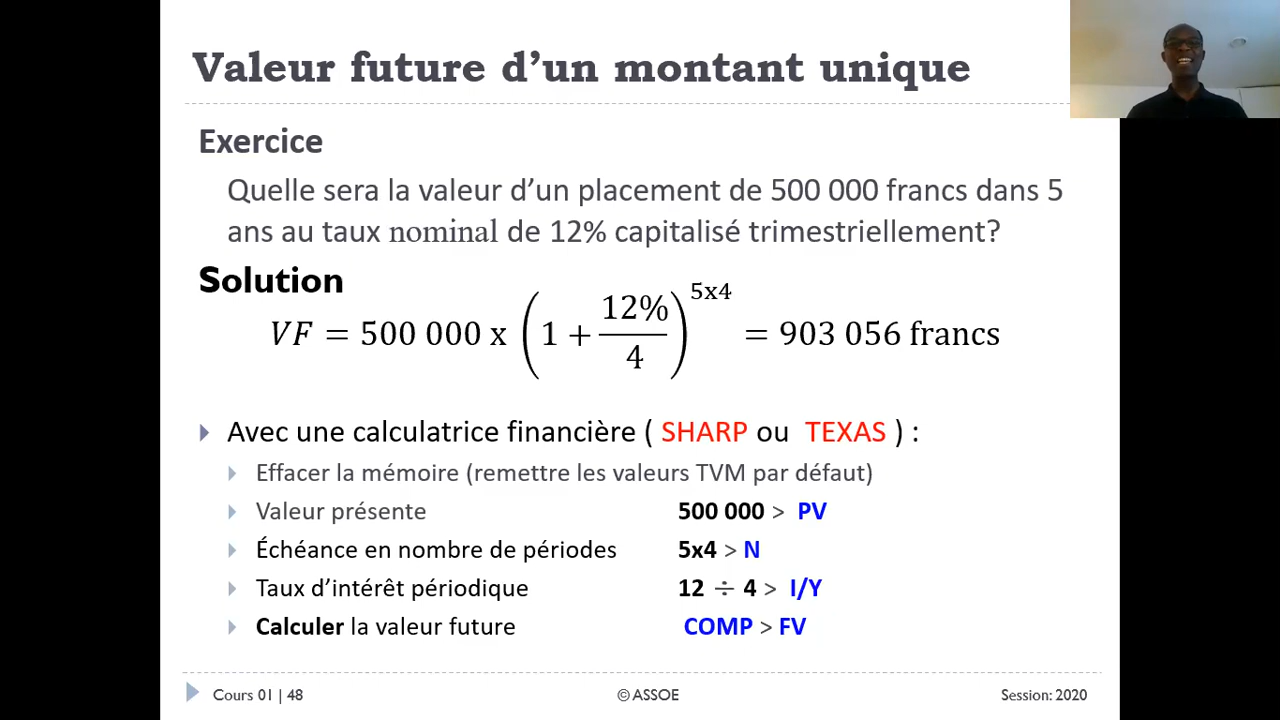 Valeur future d’un montant unique
Exercice
Quelle sera la valeur d’un placement de 500 000 francs dans 5
ans au taux nominal de 12% capitalisé trimestriellement?
Solution
VF = 500 000 x (1 + 12%/4)^5x4 = 903 056 francs
Avec une calculatrice financière ( SHARP ou TEXAS ) :
Effacer la mémoire (remettre les valeurs TVM par défaut)
Valeur présente 500 000 > PV
Échéance en nombre de périodes 5x4 > N
Taux d’intérêt périodique 12 ÷ 4 > I/Y
Calculer la valeur future COMP > FV
Cours 01 | 48 © ASSOE Session: 2020